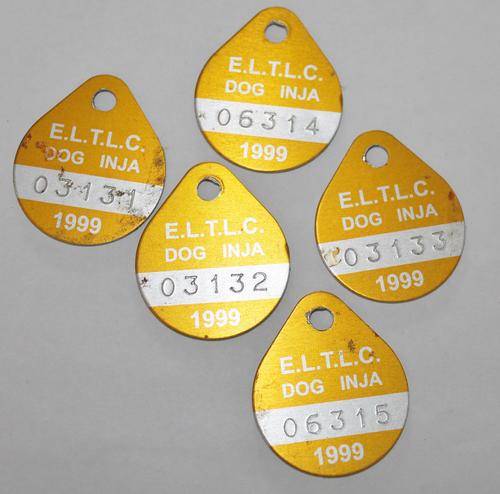 E.L.T.L.C.
DOG INJA
06314
1999
E.L.T.L.C.
DOG INJA
03131
1999
E.L.T.L.C.
DOG INJA
03132
1999
E.L.T.L.C.
DOG INJA
03133
1999
E.L.T.L.C.
DOG INJA
06315
1999